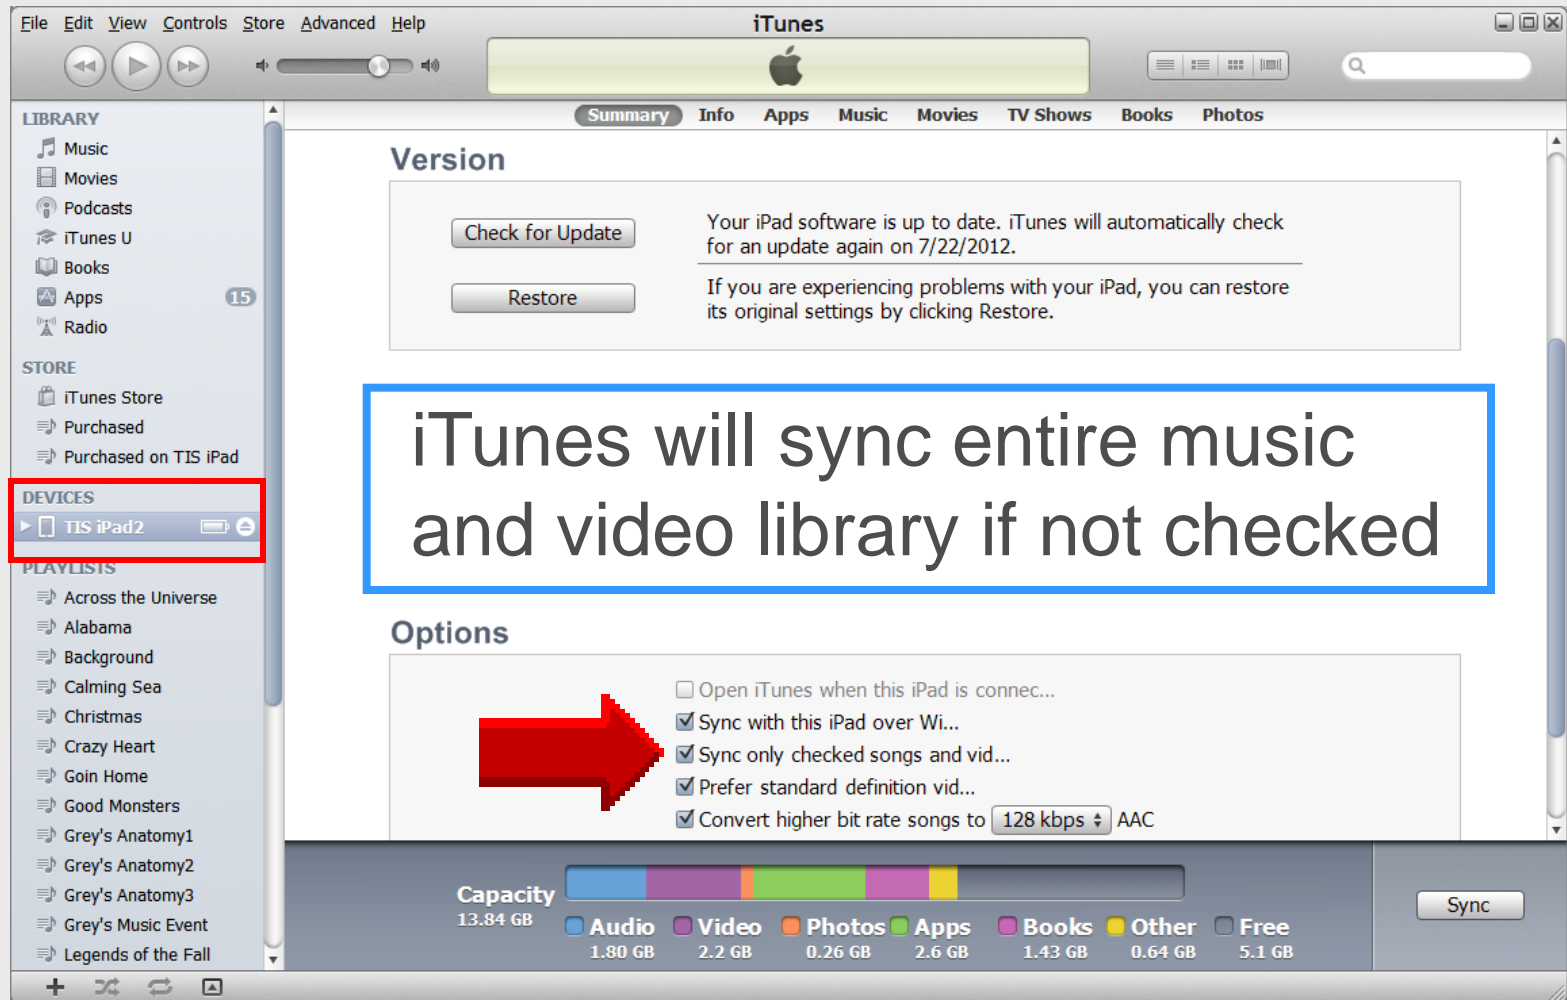 File Edit View Controls Store Advanced Help
iTunes
LIBRARY
Music
Movies
Podcasts
iTunes U
Books
Apps 15
Radio
STORE
iTunes Store
Purchased
Purchased on TIS iPad
DEVICES
TIS iPad2
PLAYLISTS
Across the Universe
Alabama
Background
Calming Sea
Christmas
Crazy Heart
Goin Home
Good Monsters
Grey's Anatomy1
Grey's Anatomy2
Grey's Anatomy3
Grey's Music Event
Legends of the Fall
Summary Info Apps Music Movies TV Shows Books Photos
Version
Check for Update
Your iPad software is up to date. iTunes will automatically check
for an update again on 7/22/2012.
Restore
If you are experiencing problems with your iPad, you can restore
its original settings by clicking Restore.
iTunes will sync entire music
and video library if not checked
Options
Open iTunes when this iPad is connec...
Sync with this iPad over Wi...
Sync only checked songs and vid...
Prefer standard definition vid...
Convert higher bit rate songs to 128 kbps AAC
Capacity
13.84 GB
Audio Video Photos Apps Books Other Free
1.80 GB 2.2 GB 0.26 GB 2.6 GB 1.43 GB 0.64 GB 5.1 GB
Sync